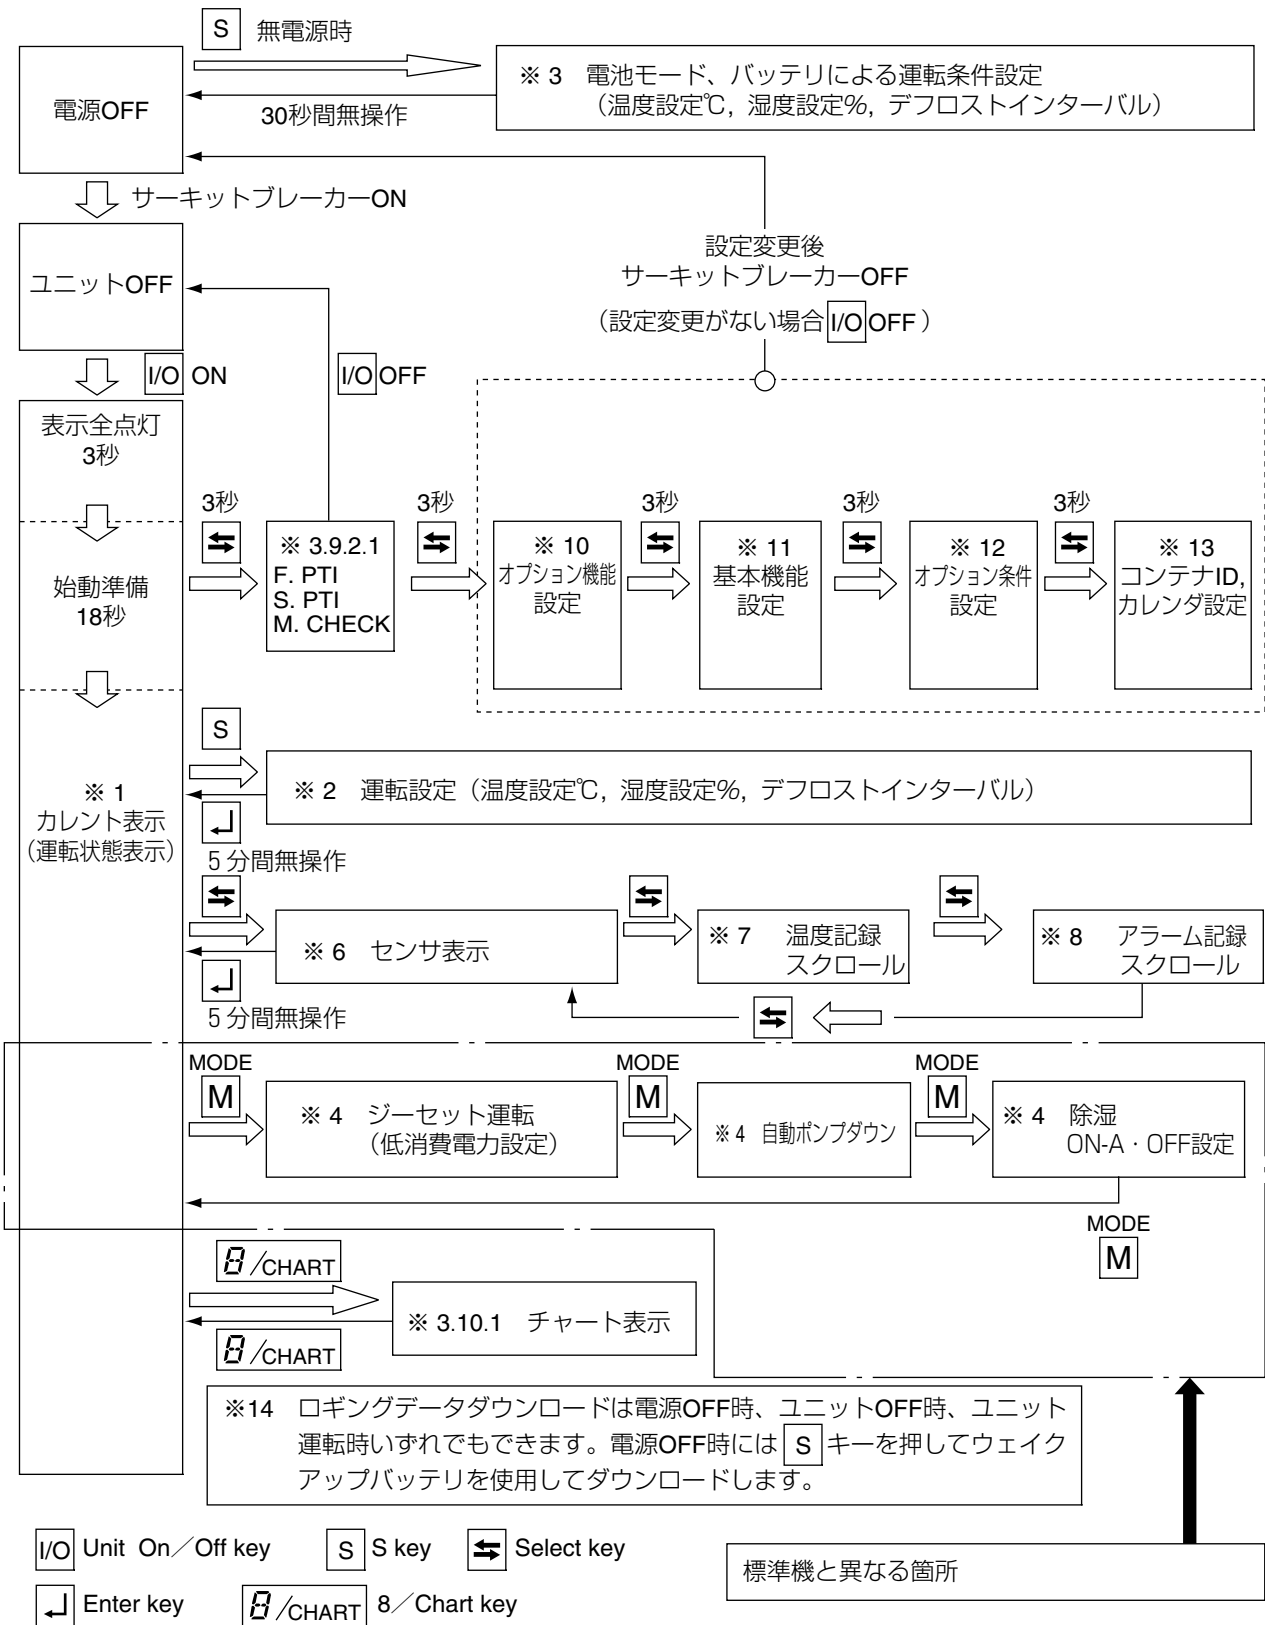 S 無電源時
電源OFF
※ 3 電池モード、バッテリによる運転条件設定
（温度設定℃, 湿度設定%, デフロストインターバル）
30秒間無操作
サーキットブレーカーON
ユニットOFF
設定変更後
サーキットブレーカーOFF
（設定変更がない場合 I/O OFF ）
I/O ON
I/O OFF
表示全点灯
3秒
始動準備
18秒
3秒
※ 3.9.2.1
F. PTI
S. PTI
M. CHECK
3秒
※ 10
オプション機能
設定
3秒
※ 11
基本機能
設定
3秒
※ 12
オプション条件
設定
3秒
※ 13
コンテナID,
カレンダ設定
※ 1
カレント表示
（運転状態表示）
S
※ 2 運転設定（温度設定℃, 湿度設定%, デフロストインターバル）
5分間無操作
※ 6 センサ表示
※ 7 温度記録
スクロール
※ 8 アラーム記録
スクロール
5分間無操作
MODE
M
※ 4 ジーセット運転
（低消費電力設定）
MODE
M
※ 4 自動ポンプダウン
MODE
M
※ 4 除湿
ON-A・OFF設定
MODE
M
8 /CHART
※ 3.10.1 チャート表示
8 /CHART
※14 ロギングデータダウンロードは電源OFF時、ユニットOFF時、ユニット
運転時いずれでもできます。電源OFF時には S キーを押してウェイク
アップバッテリを使用してダウンロードします。
I/O Unit On／Off key
S S key
Select key
標準機と異なる箇所
Enter key
8 /CHART 8／Chart key